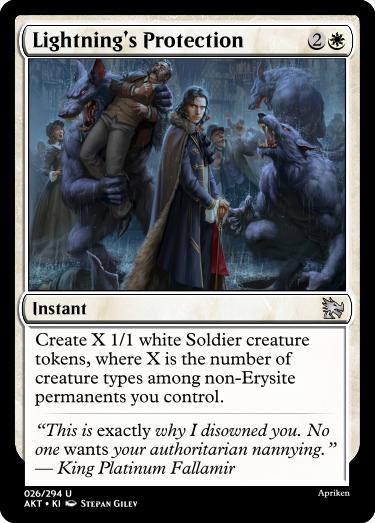 Lightning's Protection 2
Instant
Create X 1/1 white Soldier creature
tokens, where X is the number of
creature types among non-Erysite
permanents you control.
“This is exactly why I disowned you. No
one wants your authoritarian nannying.”
— King Platinum Fallamir
026/294 U
Apriken
AKT • KI Stepan Gilev